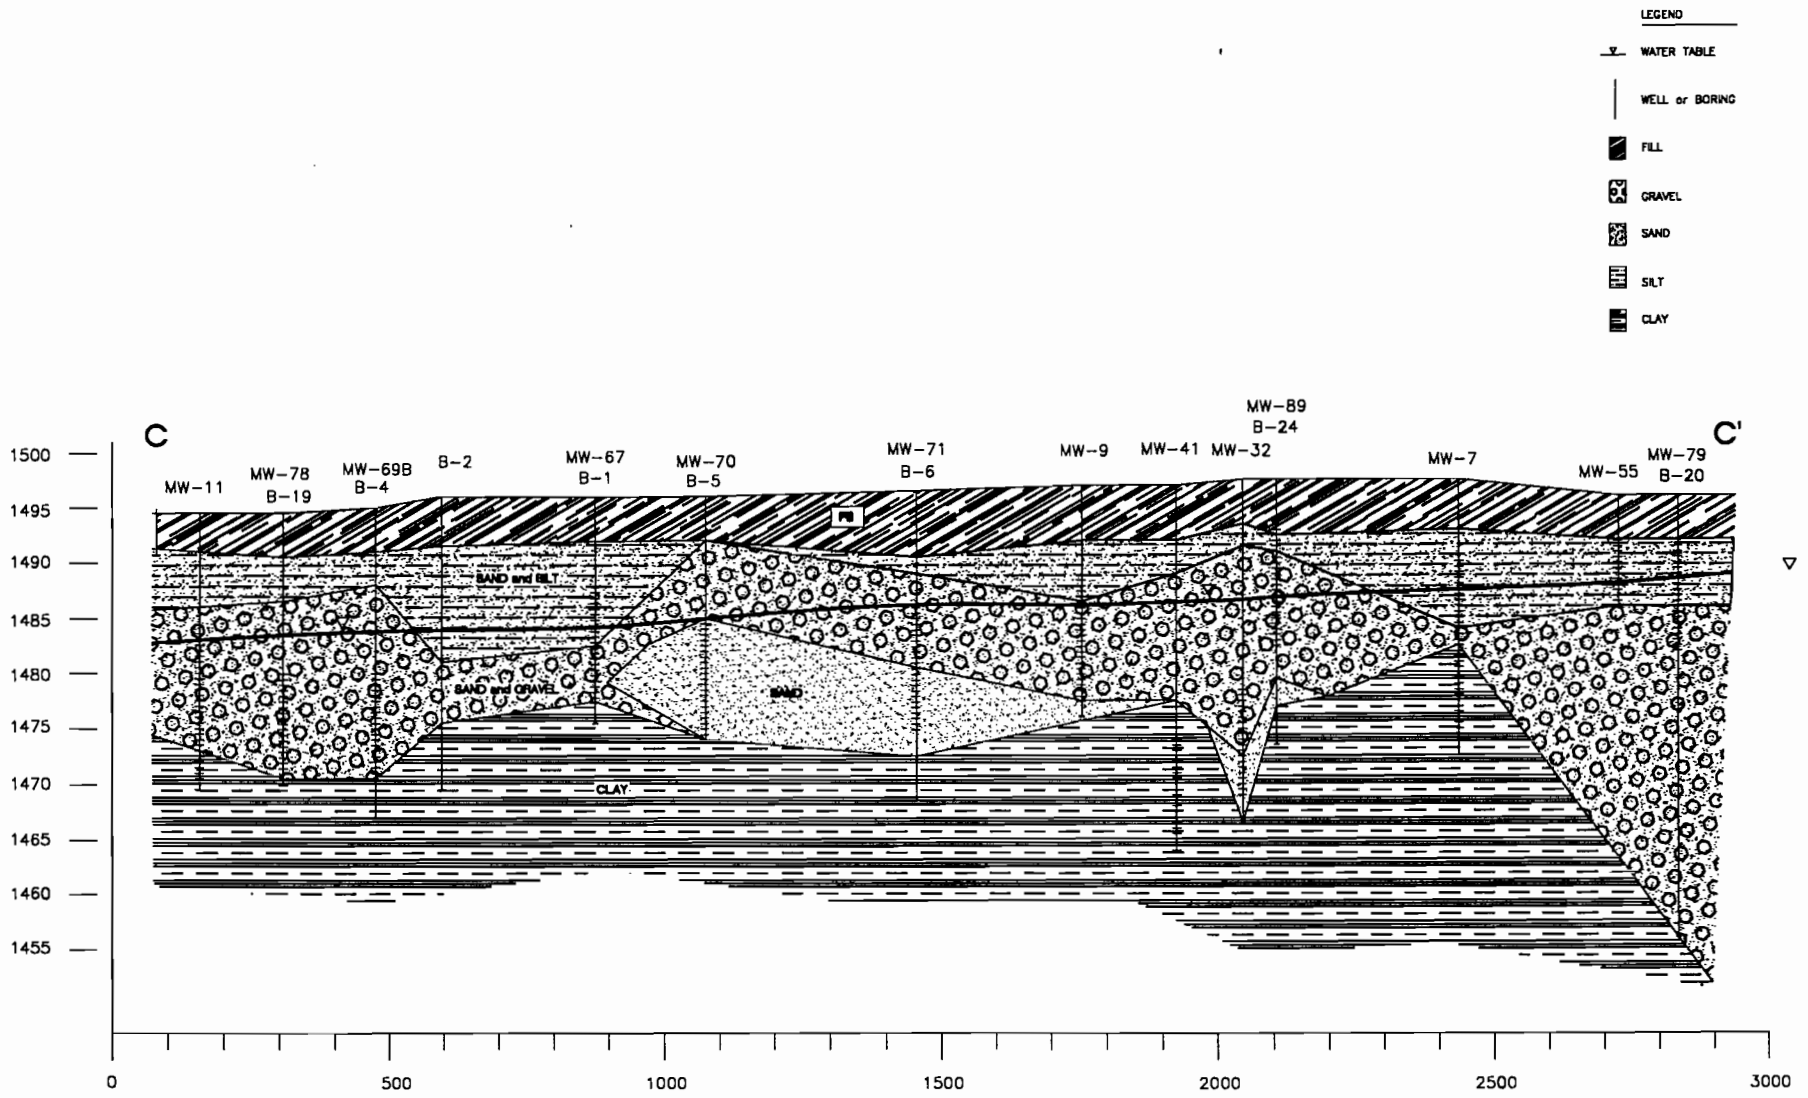 LEGEND
WATER TABLE
WELL or BORING
FILL
GRAVEL
SAND
SILT
CLAY
C
C'
MW-11
MW-78
B-19
MW-69B
B-4
B-2
MW-67
B-1
MW-70
B-5
MW-71
B-6
MW-9
MW-41
MW-32
MW-89
B-24
MW-7
MW-55
MW-79
B-20
1500
1495
1490
1485
1480
1475
1470
1465
1460
1455
SAND and SILT
SAND and GRAVEL
SAND
CLAY
0
500
1000
1500
2000
2500
3000